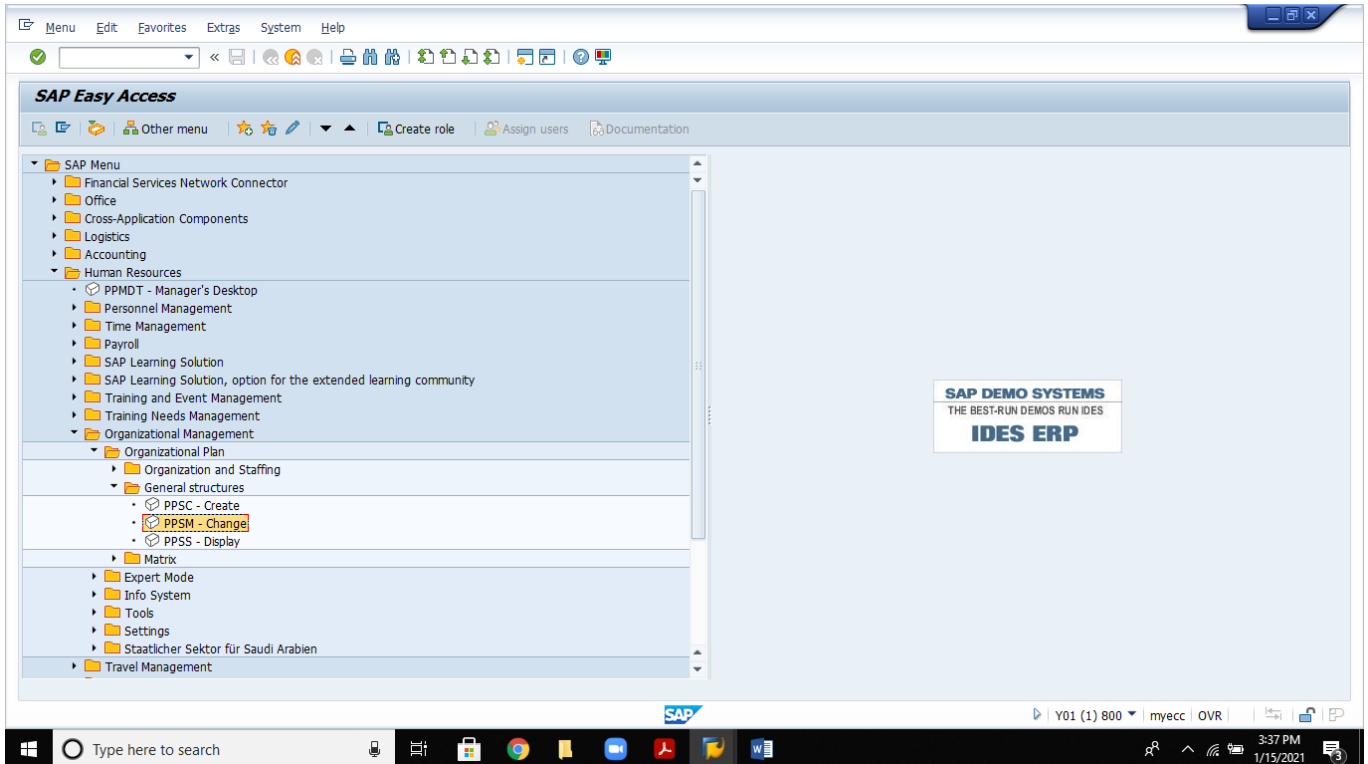 Menu Edit Favorites Extras System Help
SAP Easy Access
Other menu Create role Assign users Documentation
SAP Menu
Financial Services Network Connector
Office
Cross-Application Components
Logistics
Accounting
Human Resources
PPMDT - Manager's Desktop
Personnel Management
Time Management
Payroll
SAP Learning Solution
SAP Learning Solution, option for the extended learning community
Training and Event Management
Training Needs Management
Organizational Management
Organizational Plan
Organization and Staffing
General structures
PPSC - Create
PPSM - Change
PPSS - Display
Matrix
Expert Mode
Info System
Tools
Settings
Staatlicher Sektor für Saudi Arabien
Travel Management
SAP DEMO SYSTEMS
THE BEST-RUN DEMOS RUN IDES
IDES ERP
SAP
Y01 (1) 800 myecc OVR
Type here to search
3:37 PM
1/15/2021
3